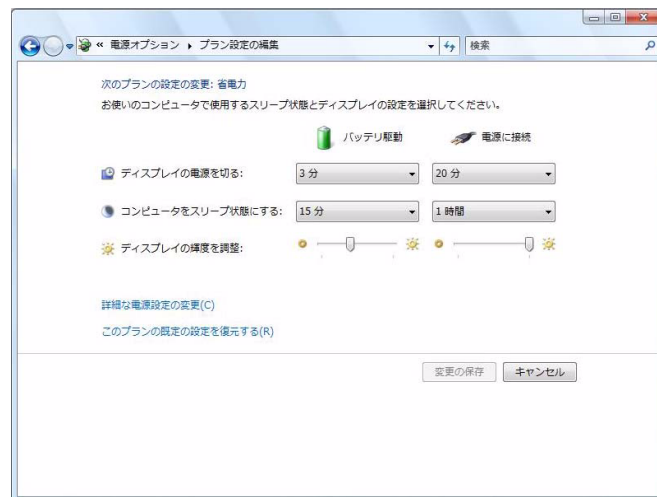 « 電源オプション ▸ プラン設定の編集
検索
次のプランの設定の変更: 省電力
お使いのコンピュータで使用するスリープ状態とディスプレイの設定を選択してください。
バッテリ駆動 電源に接続
ディスプレイの電源を切る: 3 分 20 分
コンピュータをスリープ状態にする: 15 分 1 時間
ディスプレイの輝度を調整:
詳細な電源設定の変更(C)
このプランの既定の設定を復元する(R)
変更の保存 キャンセル